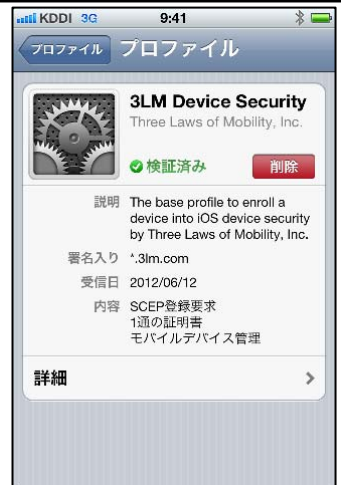 KDDI 3G 9:41
プロファイル プロファイル
3LM Device Security
Three Laws of Mobility, Inc.
検証済み 削除
説明 The base profile to enroll a
device into iOS device security
by Three Laws of Mobility, Inc.
署名入り *.3lm.com
受信日 2012/06/12
内容 SCEP登録要求
1通の証明書
モバイルデバイス管理
詳細